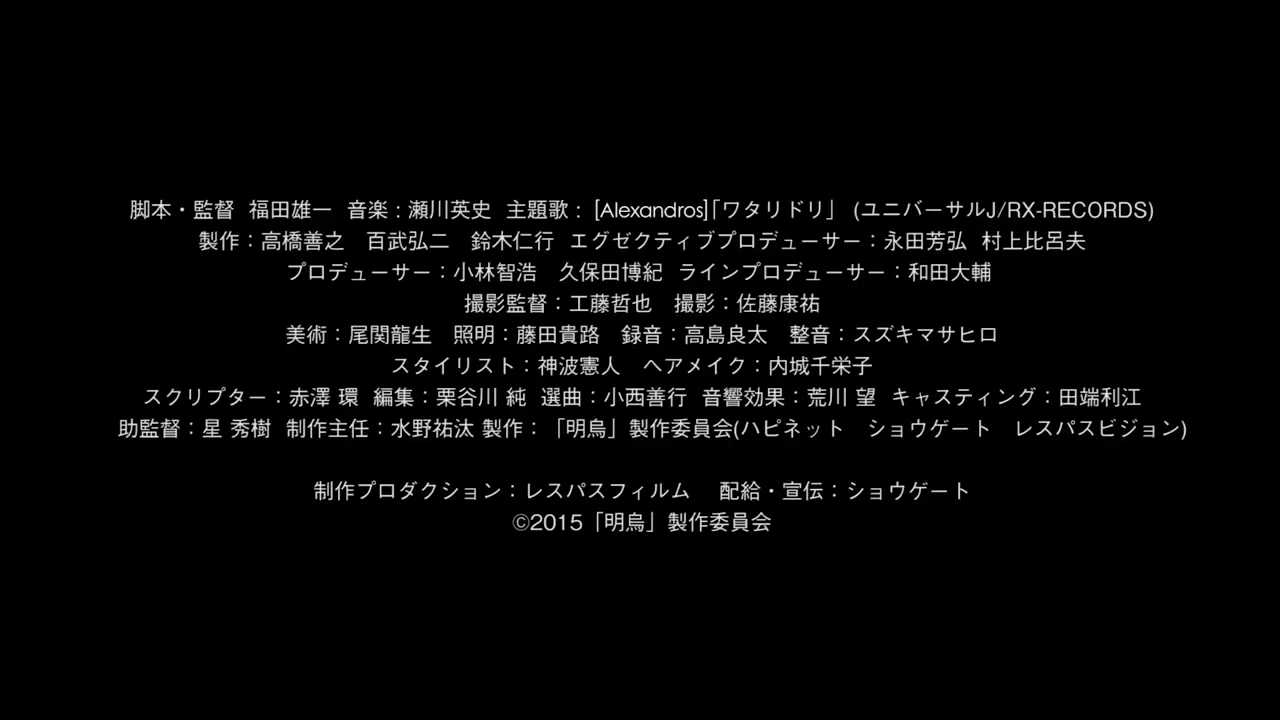 脚本・監督 福田雄一 音楽：瀬川英史 主題歌： [Alexandros]「ワタリドリ」 (ユニバーサルJ/RX-RECORDS)
製作：高橋善之 百武弘二 鈴木仁行 エグゼクティブプロデューサー：永田芳弘 村上比呂夫
プロデューサー：小林智浩 久保田博紀 ラインプロデューサー：和田大輔
撮影監督：工藤哲也 撮影：佐藤康祐
美術：尾関龍生 照明：藤田貴路 録音：高島良太 整音：スズキマサヒロ
スタイリスト：神波憲人 ヘアメイク：内城千栄子
スクリプター：赤澤 環 編集：栗谷川 純 選曲：小西善行 音響効果：荒川 望 キャスティング：田端利江
助監督：星 秀樹 制作主任：水野祐汰 製作：「明烏」製作委員会(ハピネット ショウゲート レスパスビジョン)
制作プロダクション：レスパスフィルム 配給・宣伝：ショウゲート
©2015「明烏」製作委員会